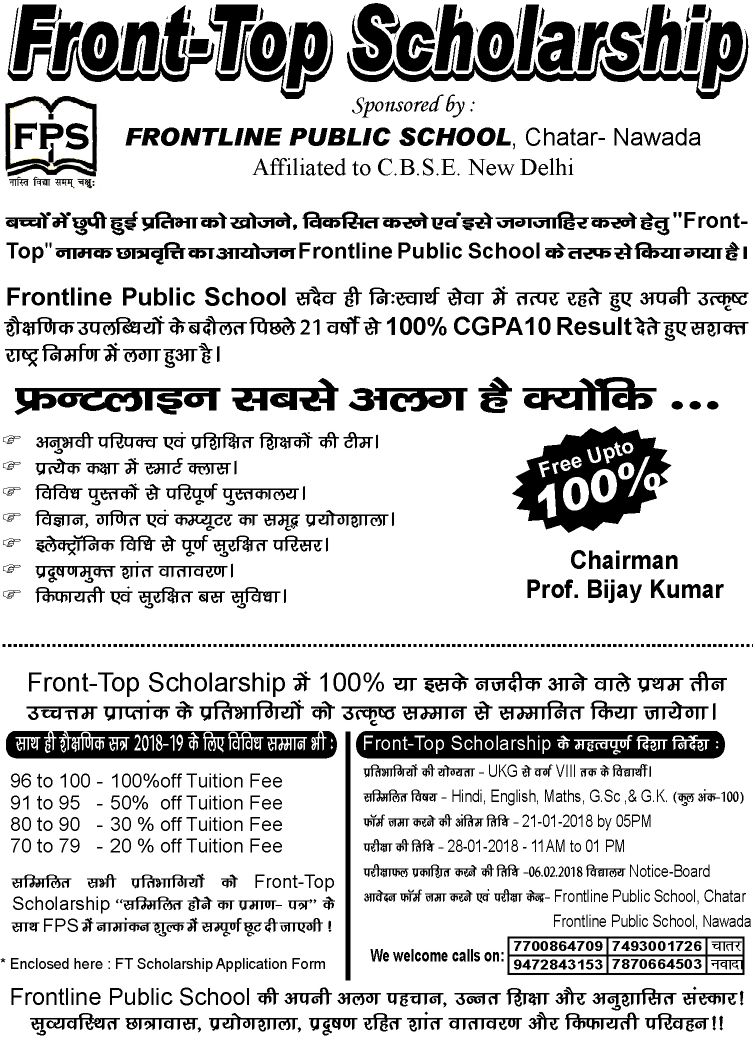 Front-Top Scholarship
Sponsored by :
FPS
FRONTLINE PUBLIC SCHOOL, Chatar- Nawada
Affiliated to C.B.S.E. New Delhi
नास्ति विद्या समम् चक्षु:
बच्चों में छुपी हुई प्रतिभा को खोजने, विकसित करने एवं इसे जगजाहिर करने हेतु "Front-
Top" नामक छात्रवृत्ति का आयोजन Frontline Public School के तरफ से किया गया है।
Frontline Public School सदैव ही निःस्वार्थ सेवा में तत्पर रहते हुए अपनी उत्कृष्ट
शैक्षणिक उपलब्धियों के बदौलत पिछले 21 वर्षों से 100% CGPA10 Result देते हुए सशक्त
राष्ट्र निर्माण में लगा हुआ है।
फ्रन्टलाइन सबसे अलग है क्योंकि ...
☞ अनुभवी परिपक्व एवं प्रशिक्षित शिक्षकों की टीम।
☞ प्रत्येक कक्षा में स्मार्ट क्लास।
☞ विविध पुस्तकों से परिपूर्ण पुस्तकालय।
☞ विज्ञान, गणित एवं कम्प्यूटर का समृद्ध प्रयोगशाला।
☞ इलेक्ट्रॉनिक विधि से पूर्ण सुरक्षित परिसर।
☞ प्रदूषणमुक्त शांत वातावरण।
☞ किफायती एवं सुरक्षित बस सुविधा।
Free Upto
100%
Chairman
Prof. Bijay Kumar
Front-Top Scholarship में 100% या इसके नजदीक आने वाले प्रथम तीन
उच्चत्तम प्राप्तांक के प्रतिभागियों को उत्कृष्ठ सम्मान से सम्मानित किया जायेगा।
साथ ही शैक्षणिक सत्र 2018-19 के लिए विविध सम्मान भी :
96 to 100 - 100%off Tuition Fee
91 to 95 - 50% off Tuition Fee
80 to 90 - 30 % off Tuition Fee
70 to 79 - 20 % off Tuition Fee
सम्मिलित सभी प्रतिभागियों को Front-Top
Scholarship “सम्मिलित होने का प्रमाण- पत्र” के
साथ FPS में नामांकन शुल्क में सम्पूर्ण छूट दी जाएगी !
* Enclosed here : FT Scholarship Application Form
Front-Top Scholarship के महत्वपूर्ण दिशा निर्देश :
प्रतिभागियों की योग्यता - UKG से वर्ग VIII तक के विद्यार्थी।
सम्मिलित विषय - Hindi, English, Maths, G.Sc ,& G.K. (कुल अंक-100)
फॉर्म जमा करने की अंतिम तिथि - 21-01-2018 by 05PM
परीक्षा की तिथि - 28-01-2018 - 11AM to 01 PM
परीक्षाफल प्रकाशित करने की तिथि -06.02.2018 विद्यालय Notice-Board
आवेदन फॉर्म जमा करने एवं परीक्षा केन्द्र- Frontline Public School, Chatar
Frontline Public School, Nawada
We welcome calls on:
7700864709 7493001726 चातर
9472843153 7870664503 नवादा
Frontline Public School की अपनी अलग पहचान, उन्नत शिक्षा और अनुशासित संस्कार!
सुव्यवस्थित छात्रावास, प्रयोगशाला, प्रदूषण रहित शांत वातावरण और किफायती परिवहन!!